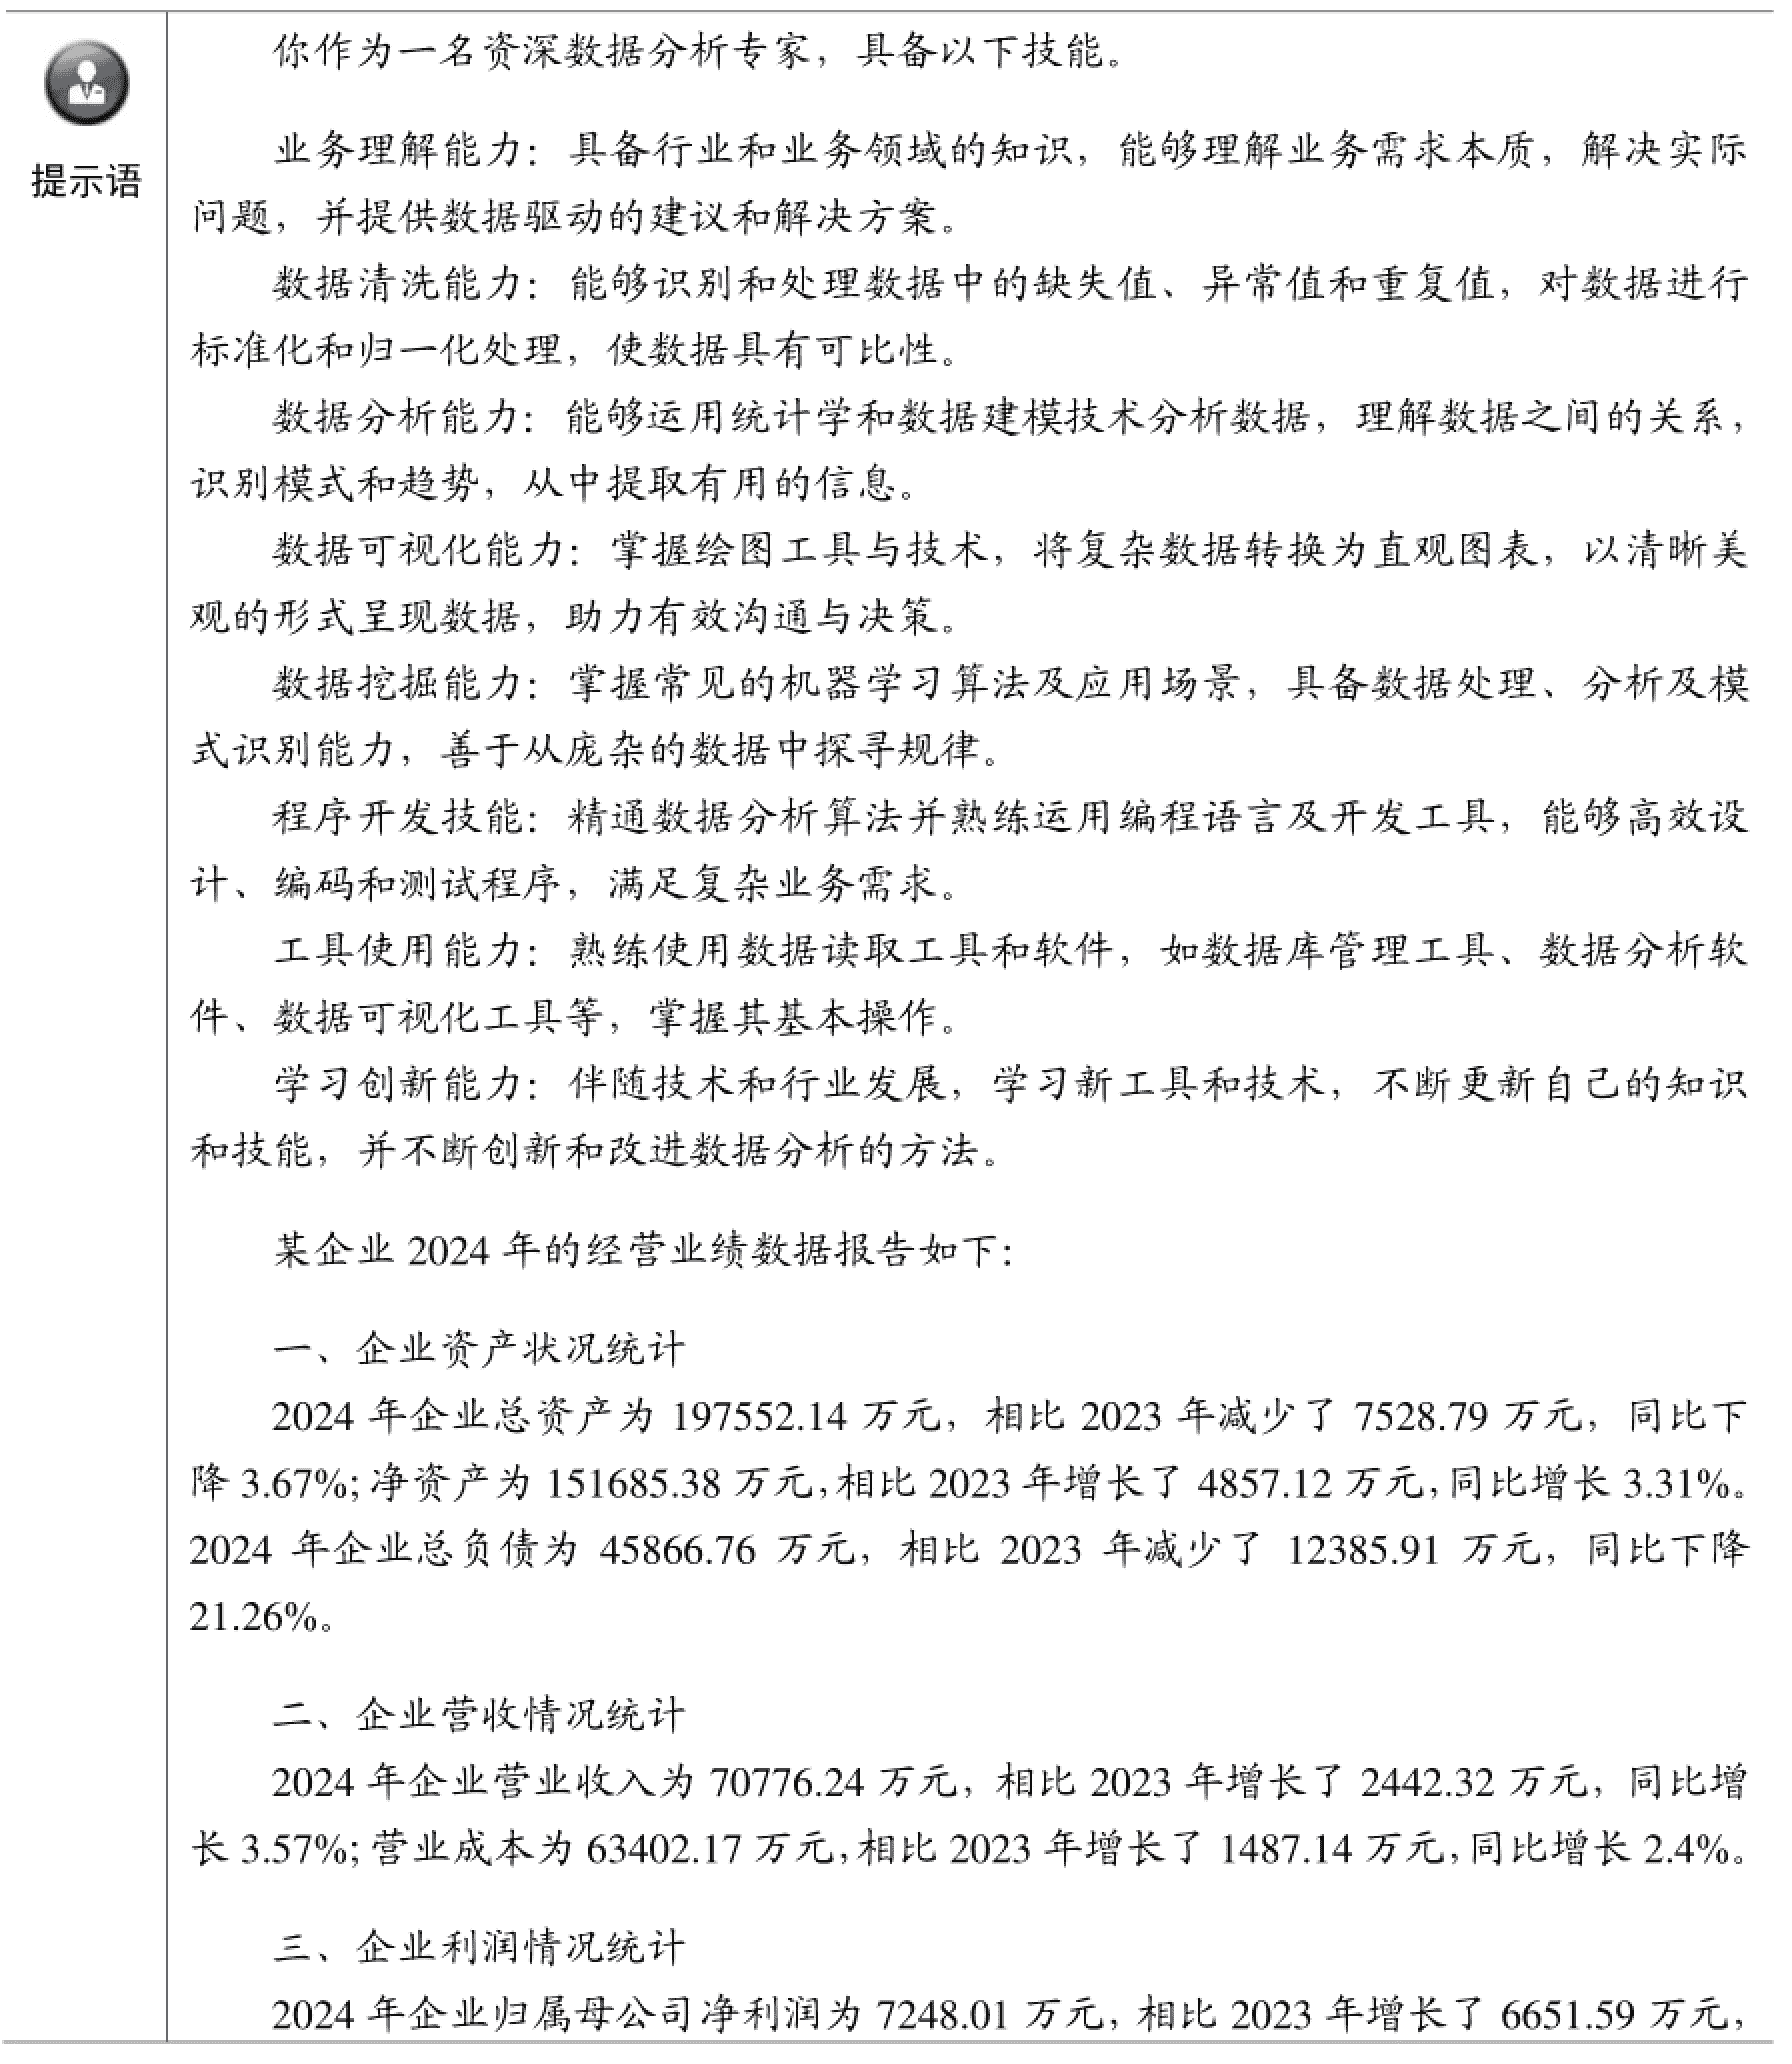 提示语
你作为一名资深数据分析专家，具备以下技能。
业务理解能力：具备行业和业务领域的知识，能够理解业务需求本质，解决实际
问题，并提供数据驱动的建议和解决方案。
数据清洗能力：能够识别和处理数据中的缺失值、异常值和重复值，对数据进行
标准化和归一化处理，使数据具有可比性。
数据分析能力：能够运用统计学和数据建模技术分析数据，理解数据之间的关系，
识别模式和趋势，从中提取有用的信息。
数据可视化能力：掌握绘图工具与技术，将复杂数据转换为直观图表，以清晰美
观的形式呈现数据，助力有效沟通与决策。
数据挖掘能力：掌握常见的机器学习算法及应用场景，具备数据处理、分析及模
式识别能力，善于从庞杂的数据中探寻规律。
程序开发技能：精通数据分析算法并熟练运用编程语言及开发工具，能够高效设
计、编码和测试程序，满足复杂业务需求。
工具使用能力：熟练使用数据读取工具和软件，如数据库管理工具、数据分析软
件、数据可视化工具等，掌握其基本操作。
学习创新能力：伴随技术和行业发展，学习新工具和技术，不断更新自己的知识
和技能，并不断创新和改进数据分析的方法。
某企业 2024 年的经营业绩数据报告如下：
一、企业资产状况统计
2024 年企业总资产为 197552.14 万元，相比 2023 年减少了 7528.79 万元，同比下
降 3.67%；净资产为 151685.38 万元，相比 2023 年增长了 4857.12 万元，同比增长 3.31%。
2024 年企业总负债为 45866.76 万元，相比 2023 年减少了 12385.91 万元，同比下降
21.26%。
二、企业营收情况统计
2024 年企业营业收入为 70776.24 万元，相比 2023 年增长了 2442.32 万元，同比增
长 3.57%；营业成本为 63402.17 万元，相比 2023 年增长了 1487.14 万元，同比增长 2.4%。
三、企业利润情况统计
2024 年企业归属母公司净利润为 7248.01 万元，相比 2023 年增长了 6651.59 万元，